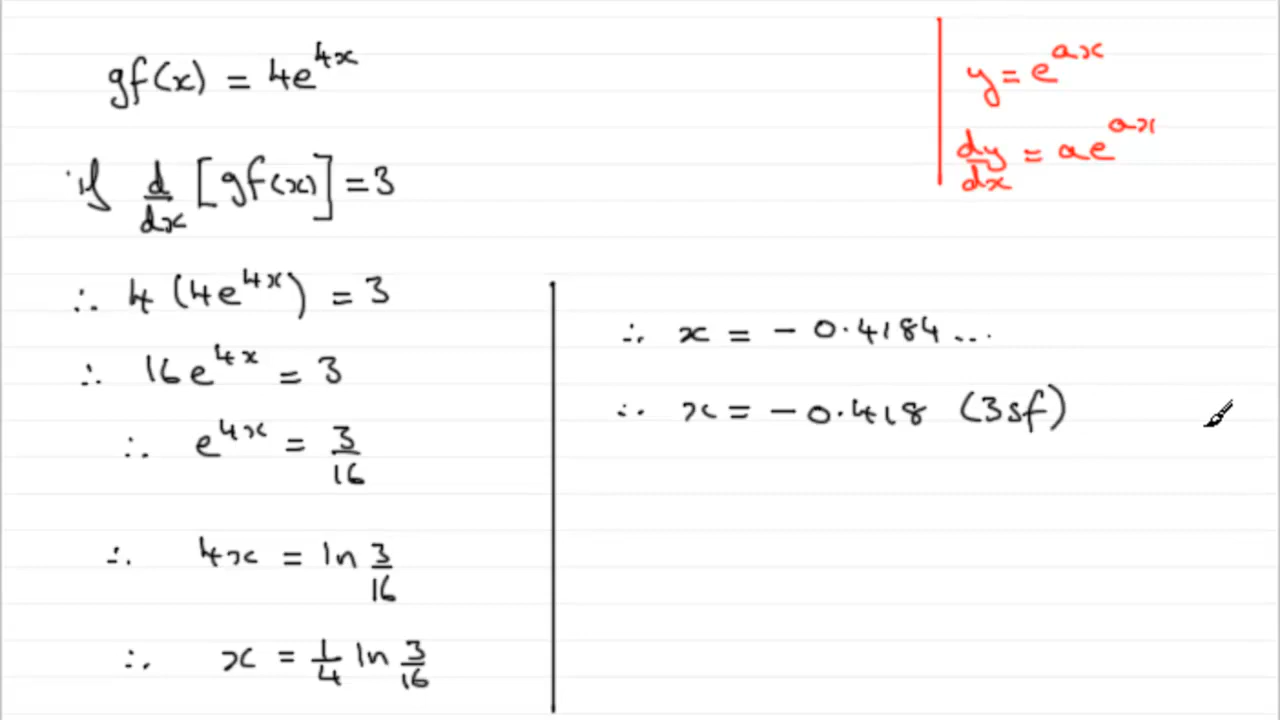 gf(x) = 4e^{4x}
if d/dx [gf(x)] = 3
∴ 4(4e^{4x}) = 3
∴ 16e^{4x} = 3
∴ e^{4x} = 3/16
∴ 4x = ln 3/16
∴ x = 1/4 ln 3/16
y = e^{ax}
dy/dx = ae^{ax}
∴ x = -0.4184...
∴ x = -0.418 (3sf)